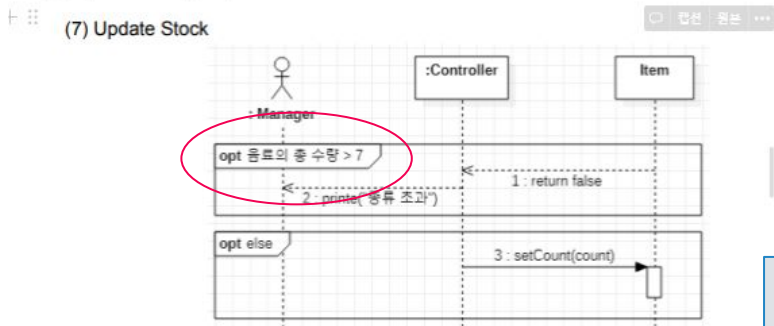 캡션 원본 •••
(7) Update Stock
:Controller
Item
: Manager
opt 음료의 총 수량 > 7
1 : return false
2 : printe("종류 초과")
opt else
3 : setCount(count)